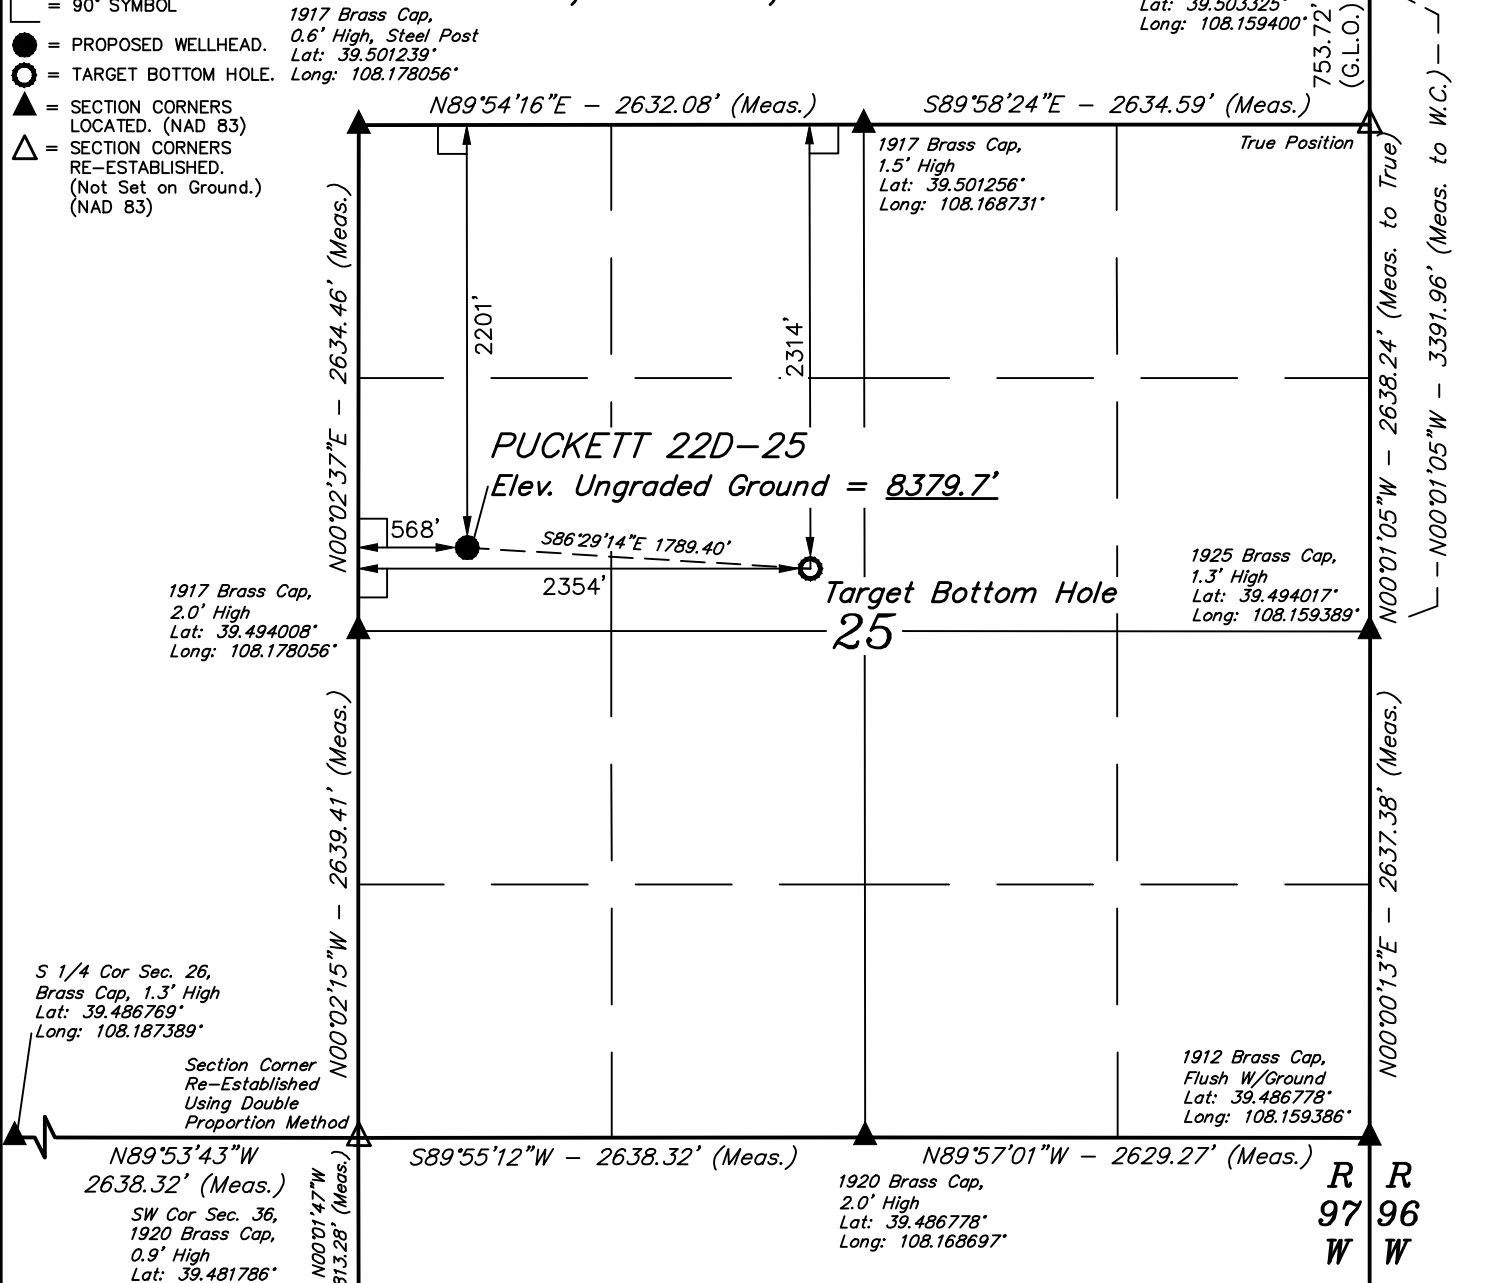 = 90° SYMBOL
= PROPOSED WELLHEAD.
= TARGET BOTTOM HOLE.
= SECTION CORNERS
LOCATED. (NAD 83)
= SECTION CORNERS
RE-ESTABLISHED.
(Not Set on Ground.)
(NAD 83)
1917 Brass Cap,
0.6' High, Steel Post
Lat: 39.501239°
Long: 108.178056°
Lat: 39.503325°
Long: 108.159400°
753.72'
(G.L.O.)
N89°54'16"E - 2632.08' (Meas.)
S89°58'24"E - 2634.59' (Meas.)
True Position
1917 Brass Cap,
1.5' High
Lat: 39.501256°
Long: 108.168731°
N00°02'37"E - 2634.46' (Meas.)
2201'
2314'
N00°01'05"W - 2638.24' (Meas. to True)
N00°01'05"W - 3391.96' (Meas. to W.C.)
PUCKETT 22D-25
Elev. Ungraded Ground = 8379.7'
568'
S86°29'14"E 1789.40'
2354'
Target Bottom Hole
25
1925 Brass Cap,
1.3' High
Lat: 39.494017°
Long: 108.159389°
1917 Brass Cap,
2.0' High
Lat: 39.494008°
Long: 108.178056°
N00°02'15"W - 2639.41' (Meas.)
N00°00'13"E - 2637.38' (Meas.)
S 1/4 Cor Sec. 26,
Brass Cap, 1.3' High
Lat: 39.486769°
Long: 108.187389°
Section Corner
Re-Established
Using Double
Proportion Method
1912 Brass Cap,
Flush W/Ground
Lat: 39.486778°
Long: 108.159386°
N89°53'43"W
2638.32' (Meas.)
S89°55'12"W - 2638.32' (Meas.)
N89°57'01"W - 2629.27' (Meas.)
SW Cor Sec. 36,
1920 Brass Cap,
0.9' High
Lat: 39.481786°
N00°01'47"W
813.28' (Meas.)
1920 Brass Cap,
2.0' High
Lat: 39.486778°
Long: 108.168697°
R R
97 96
W W